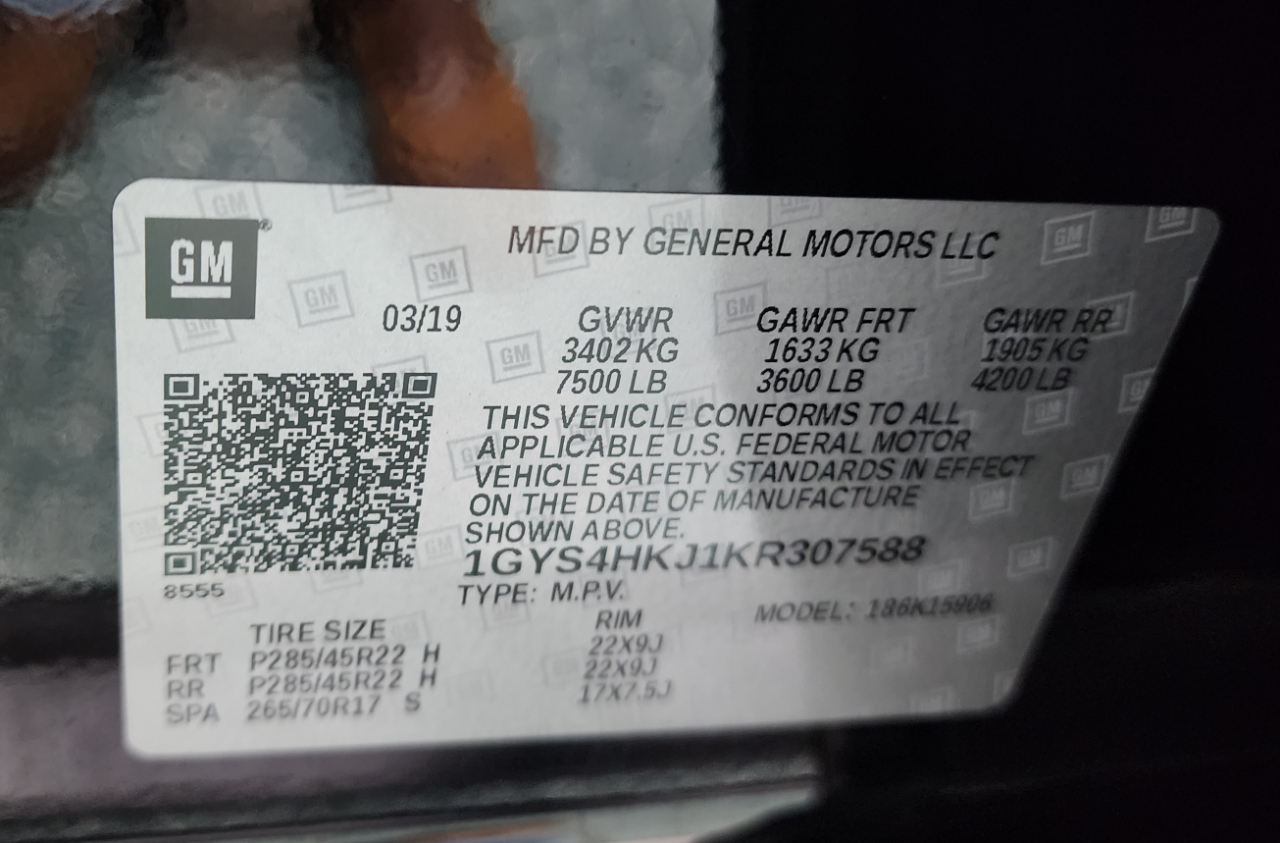 GM
MFD BY GENERAL MOTORS LLC
03/19 GVWR GAWR FRT GAWR RR
3402 KG 1633 KG 1905 KG
7500 LB 3600 LB 4200 LB
THIS VEHICLE CONFORMS TO ALL
APPLICABLE U.S. FEDERAL MOTOR
VEHICLE SAFETY STANDARDS IN EFFECT
ON THE DATE OF MANUFACTURE
SHOWN ABOVE.
1GYS4HKJ1KR307588
8555
TYPE: M.P.V. MODEL: 186K15906
TIRE SIZE RIM
FRT P285/45R22 H 22X9J
RR P285/45R22 H 22X9J
SPA 265/70R17 S 17X7.5J